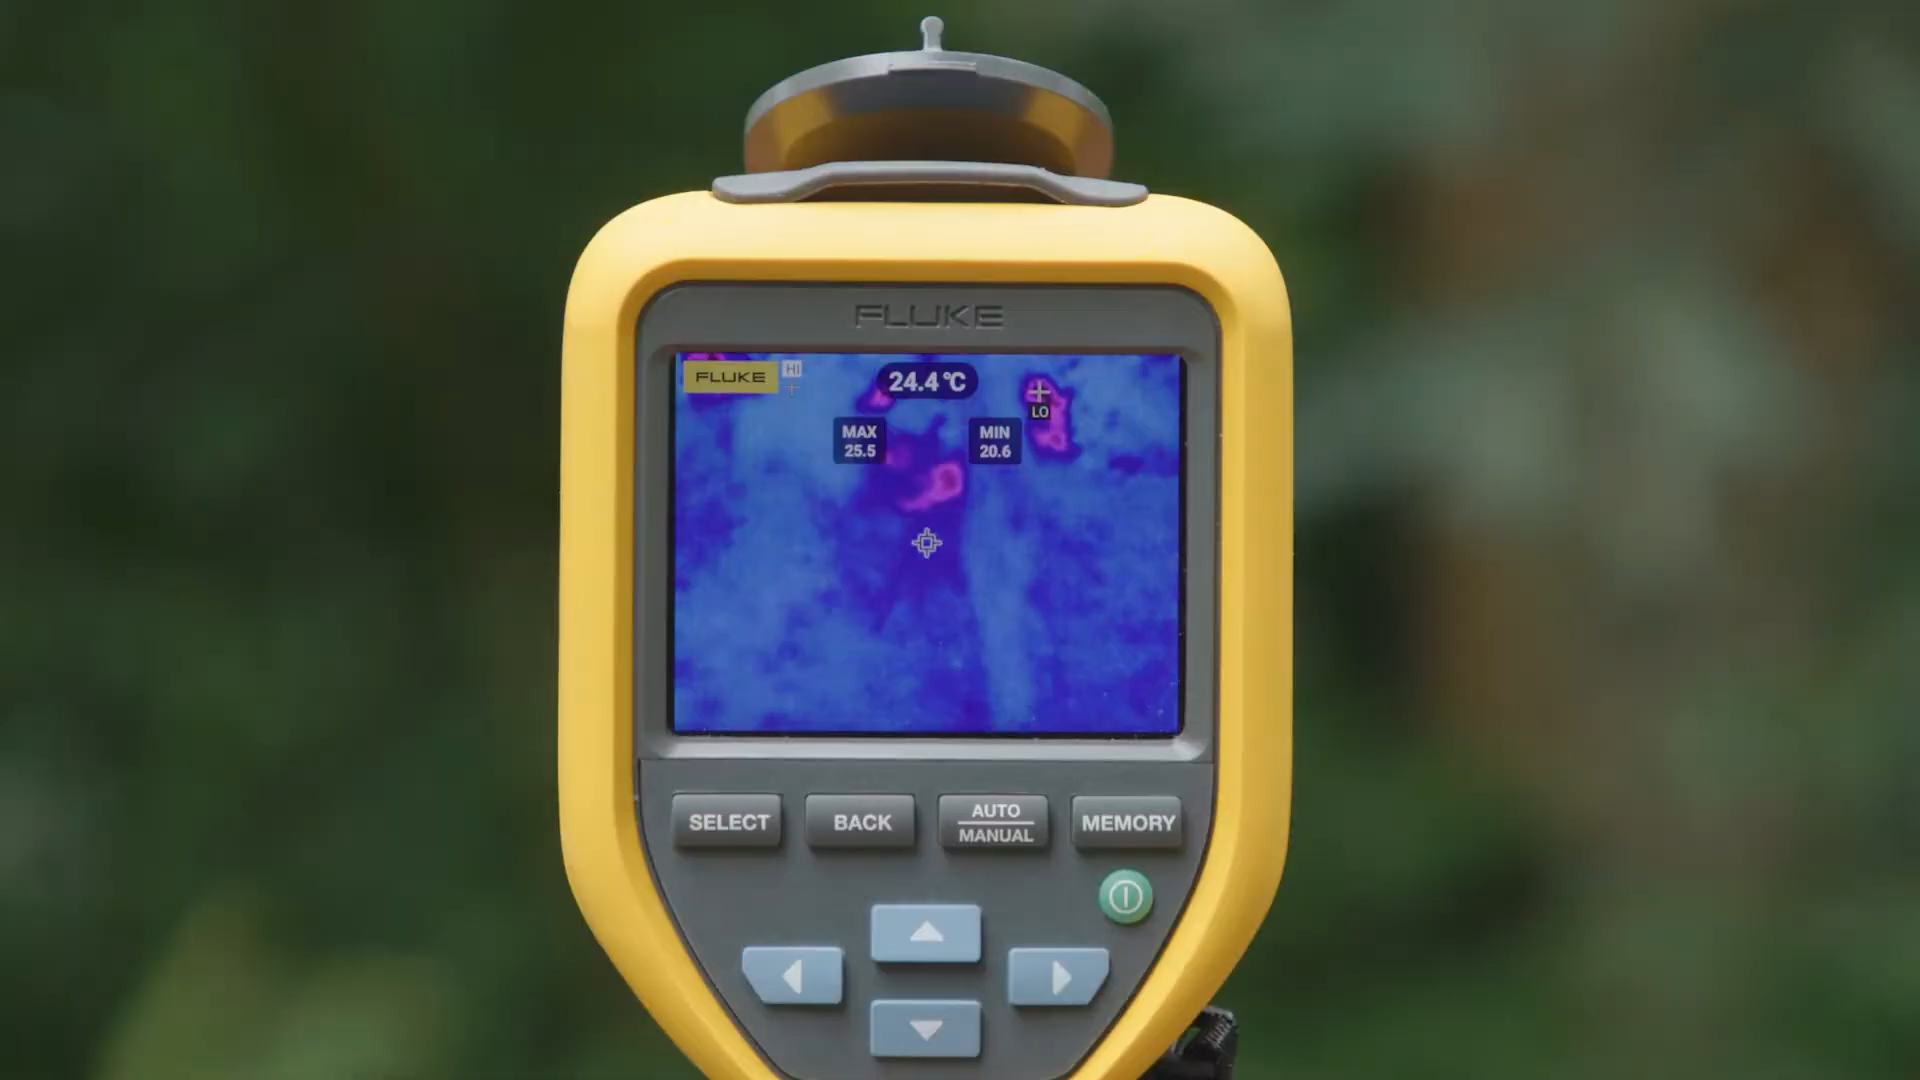 FLUKE
FLUKE
HI
24.4°C
LO
MAX
25.5
MIN
20.6
SELECT
BACK
AUTO
MANUAL
MEMORY